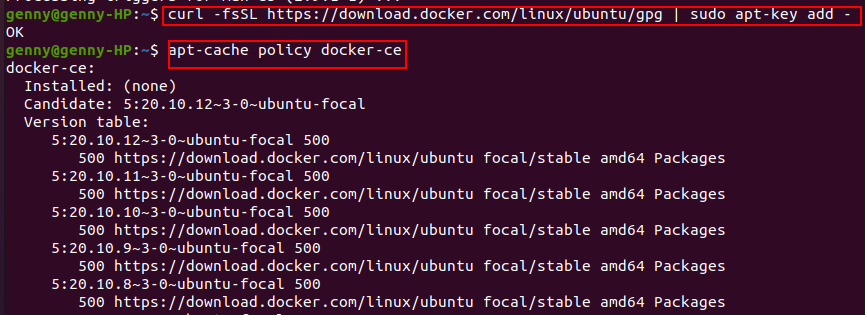 genny@genny-HP:~$ curl -fsSL https://download.docker.com/linux/ubuntu/gpg | sudo apt-key add -
OK
genny@genny-HP:~$ apt-cache policy docker-ce
docker-ce:
  Installed: (none)
  Candidate: 5:20.10.12~3-0~ubuntu-focal
  Version table:
     5:20.10.12~3-0~ubuntu-focal 500
        500 https://download.docker.com/linux/ubuntu focal/stable amd64 Packages
     5:20.10.11~3-0~ubuntu-focal 500
        500 https://download.docker.com/linux/ubuntu focal/stable amd64 Packages
     5:20.10.10~3-0~ubuntu-focal 500
        500 https://download.docker.com/linux/ubuntu focal/stable amd64 Packages
     5:20.10.9~3-0~ubuntu-focal 500
        500 https://download.docker.com/linux/ubuntu focal/stable amd64 Packages
     5:20.10.8~3-0~ubuntu-focal 500
        500 https://download.docker.com/linux/ubuntu focal/stable amd64 Packages